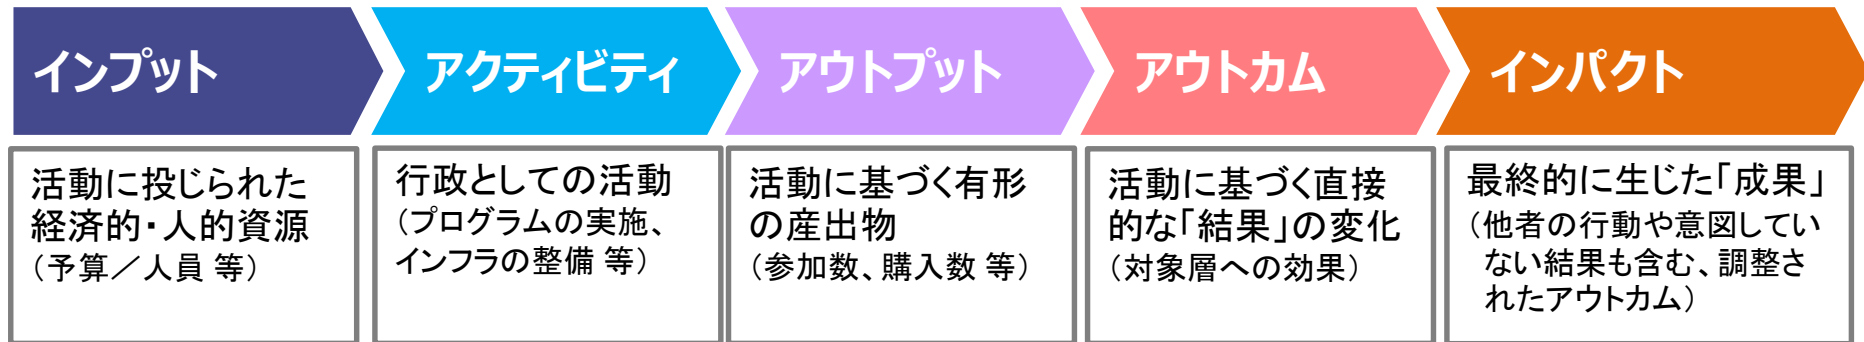 インプット
アクティビティ
アウトプット
アウトカム
インパクト
活動に投じられた
経済的・人的資源
（予算／人員 等）
行政としての活動
（プログラムの実施、
インフラの整備 等）
活動に基づく有形
の産出物
（参加数、購入数 等）
活動に基づく直接
的な「結果」の変化
（対象層への効果）
最終的に生じた「成果」
（他者の行動や意図してい
ない結果も含む、調整さ
れたアウトカム）